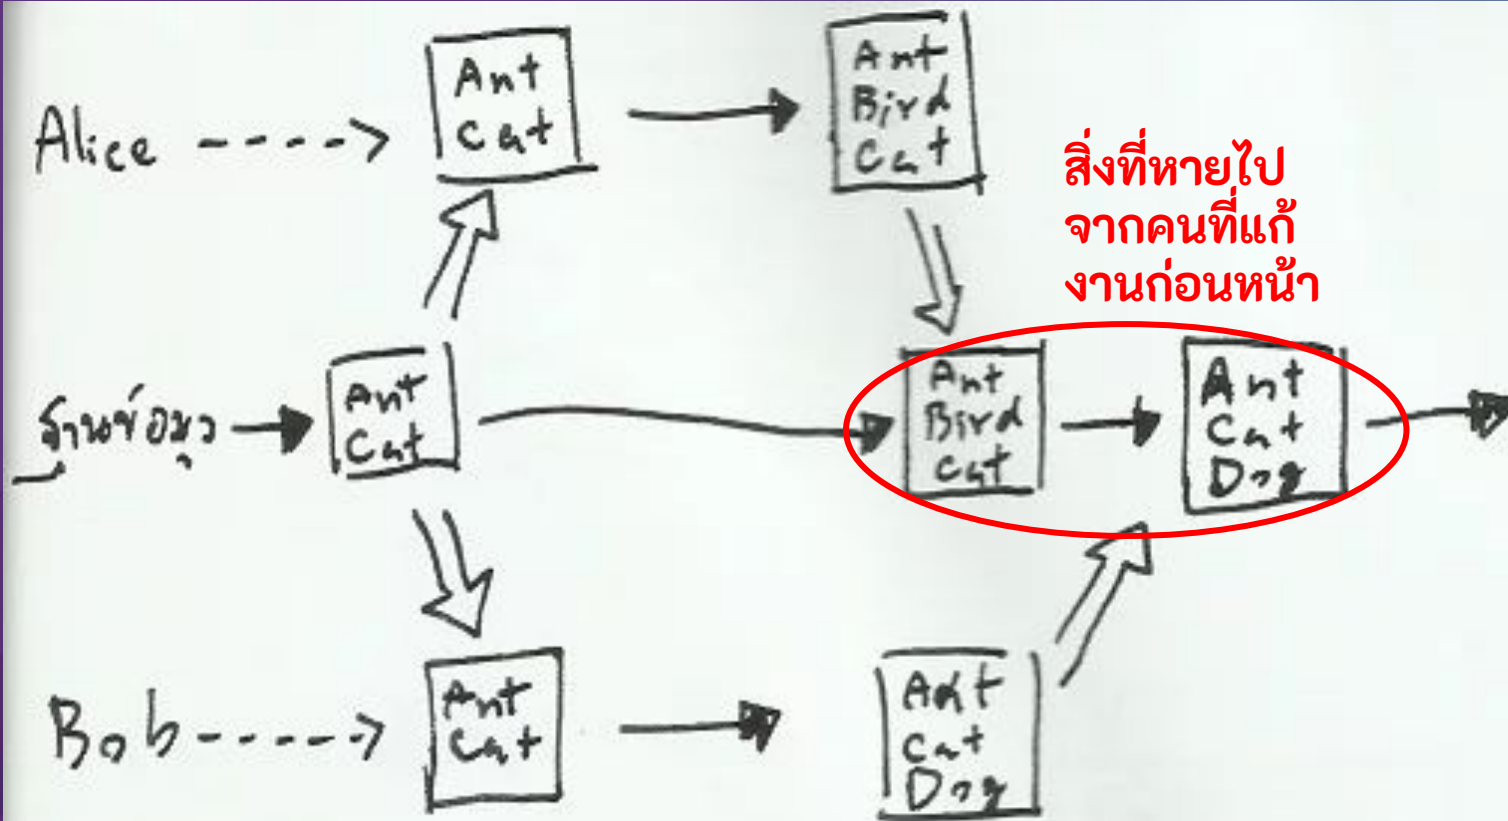 Alice
Ant
Cat
Ant
Bird
Cat
สิ่งที่หายไป
จากคนที่แก้
งานก่อนหน้า
ฐานข้อมูล
Ant
Cat
Ant
Bird
Cat
Ant
Cat
Dog
Bob
Ant
Cat
Ant
Cat
Dog